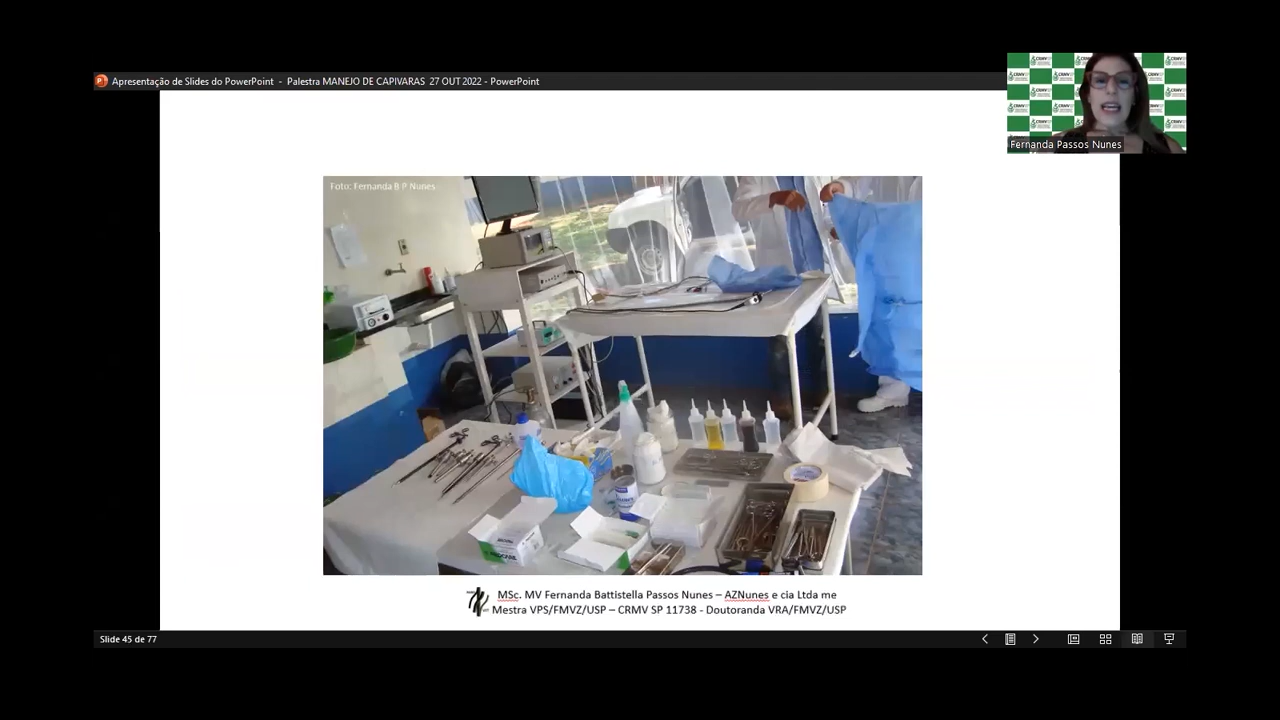 Apresentação de Slides do PowerPoint - Palestra MANEJO DE CAPIVARAS 27 OUT 2022 - PowerPoint
Fernanda Passos Nunes
Foto: Fernanda B P Nunes
MSc. MV Fernanda Battistella Passos Nunes – AZNunes e cia Ltda me
Mestra VPS/FMVZ/USP – CRMV SP 11738 - Doutoranda VRA/FMVZ/USP
Slide 45 de 77